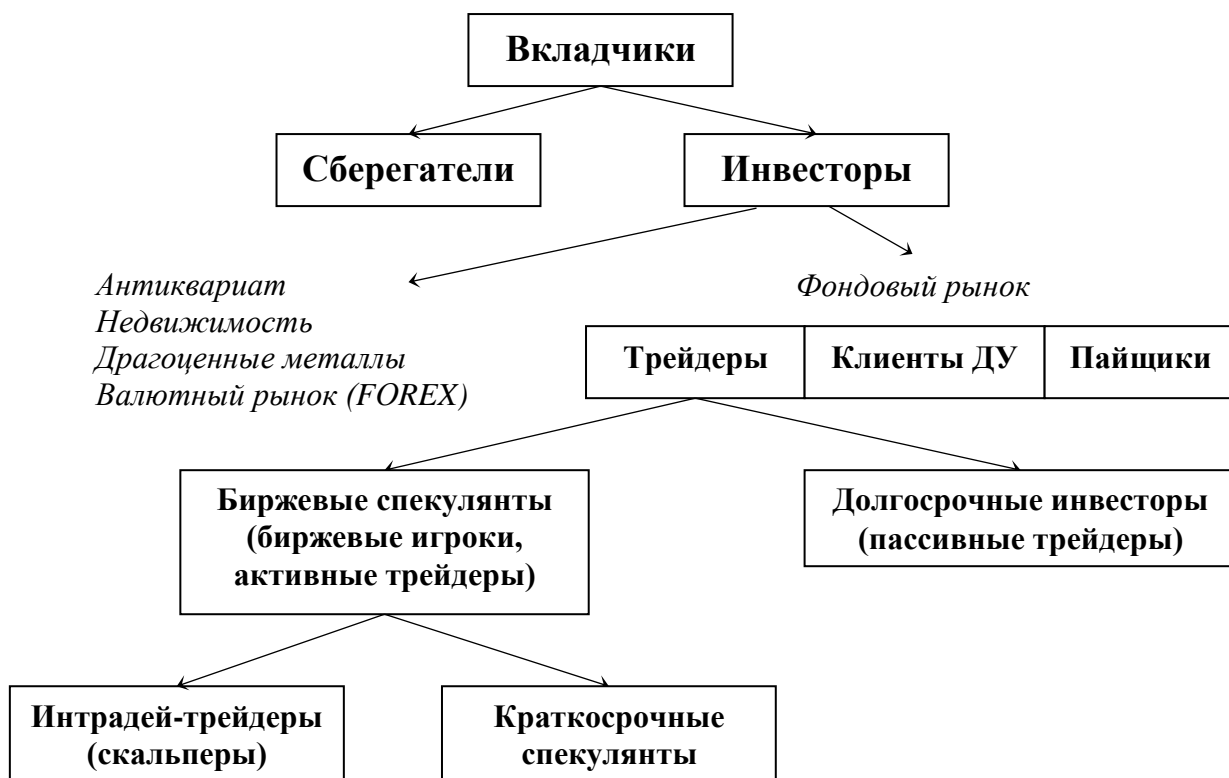 Вкладчики
Сберегатели
Инвесторы
Антиквариат
Недвижимость
Драгоценные металлы
Валютный рынок (FOREX)
Фондовый рынок
Трейдеры
Клиенты ДУ
Пайщики
Биржевые спекулянты
(биржевые игроки,
активные трейдеры)
Долгосрочные инвесторы
(пассивные трейдеры)
Интрадей-трейдеры
(скальперы)
Краткосрочные
спекулянты